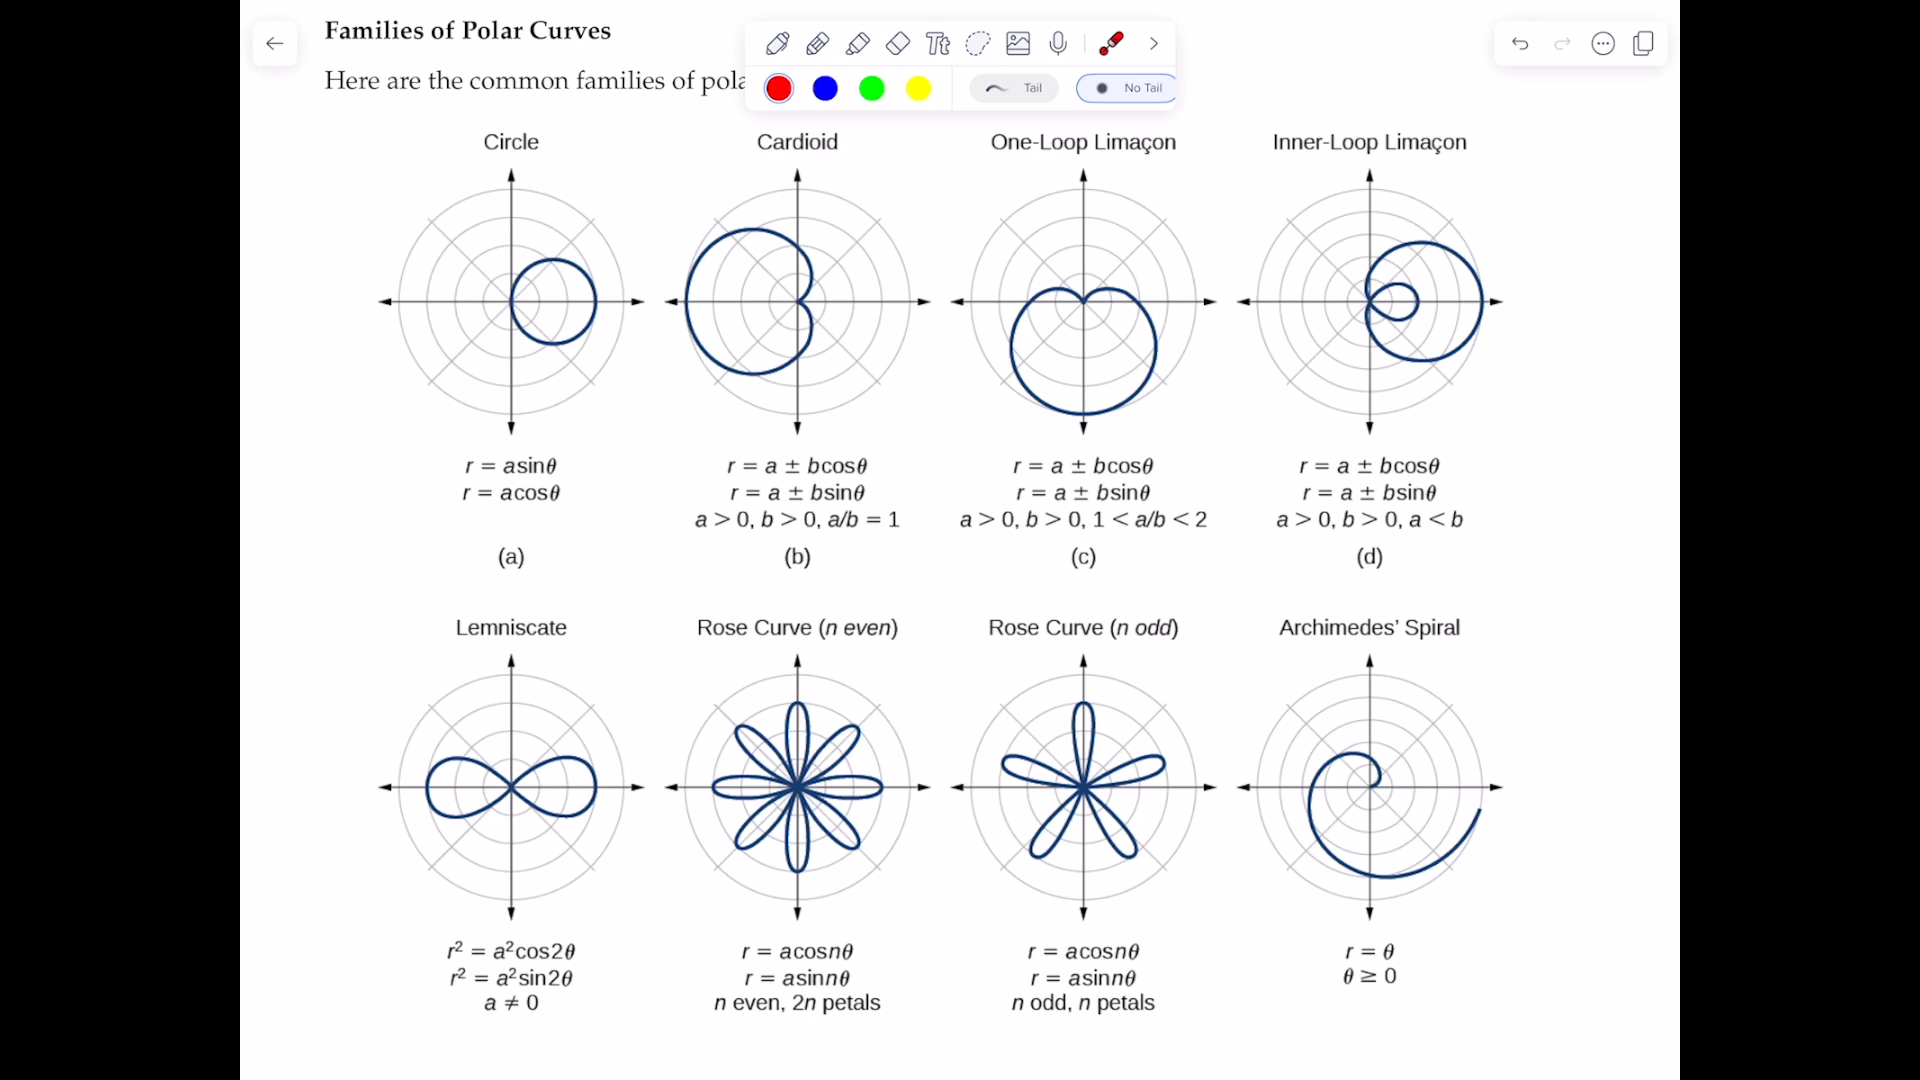 Families of Polar Curves
Here are the common families of pola
Tt
Tail
No Tail
Circle
Cardioid
One-Loop Limaçon
Inner-Loop Limaçon
r = asinθ
r = acosθ
(a)
r = a ± bcosθ
r = a ± bsinθ
a > 0, b > 0, a/b = 1
(b)
r = a ± bcosθ
r = a ± bsinθ
a > 0, b > 0, 1 < a/b < 2
(c)
r = a ± bcosθ
r = a ± bsinθ
a > 0, b > 0, a < b
(d)
Lemniscate
Rose Curve (n even)
Rose Curve (n odd)
Archimedes’ Spiral
r² = a²cos2θ
r² = a²sin2θ
a ≠ 0
r = acosnθ
r = asinnθ
n even, 2n petals
r = acosnθ
r = asinnθ
n odd, n petals
r = θ
θ ≥ 0